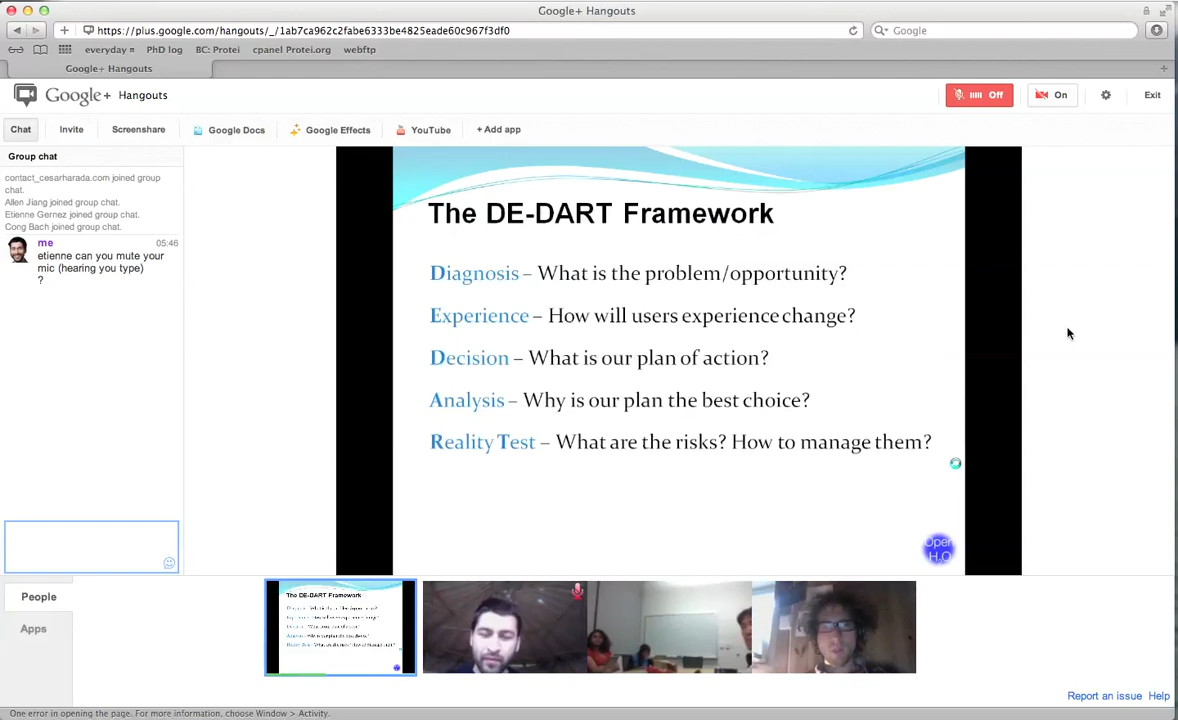 Google+ Hangouts
https://plus.google.com/hangouts/_/1ab7ca962c2fabe6333be4825eade60c967f3df0
Google
everyday
PhD log
BC: Protei
cpanel Protei.org
webftp
Google+ Hangouts
Google+ Hangouts
Off
On
Exit
Chat
Invite
Screenshare
Google Docs
Google Effects
YouTube
+ Add app
Group chat
contact_cesarharada.com joined group
chat.
Allen Jiang joined group chat.
Etienne Gernez joined group chat.
Cong Bach joined group chat.
me 05:46
etienne can you mute your
mic (hearing you type)
?
The DE-DART Framework
Diagnosis – What is the problem/opportunity?
Experience – How will users experience change?
Decision – What is our plan of action?
Analysis – Why is our plan the best choice?
Reality Test – What are the risks? How to manage them?
Open
H₂O
People
Apps
The DE-DART Framework
Report an issue Help
One error in opening the page. For more information, choose Window > Activity.